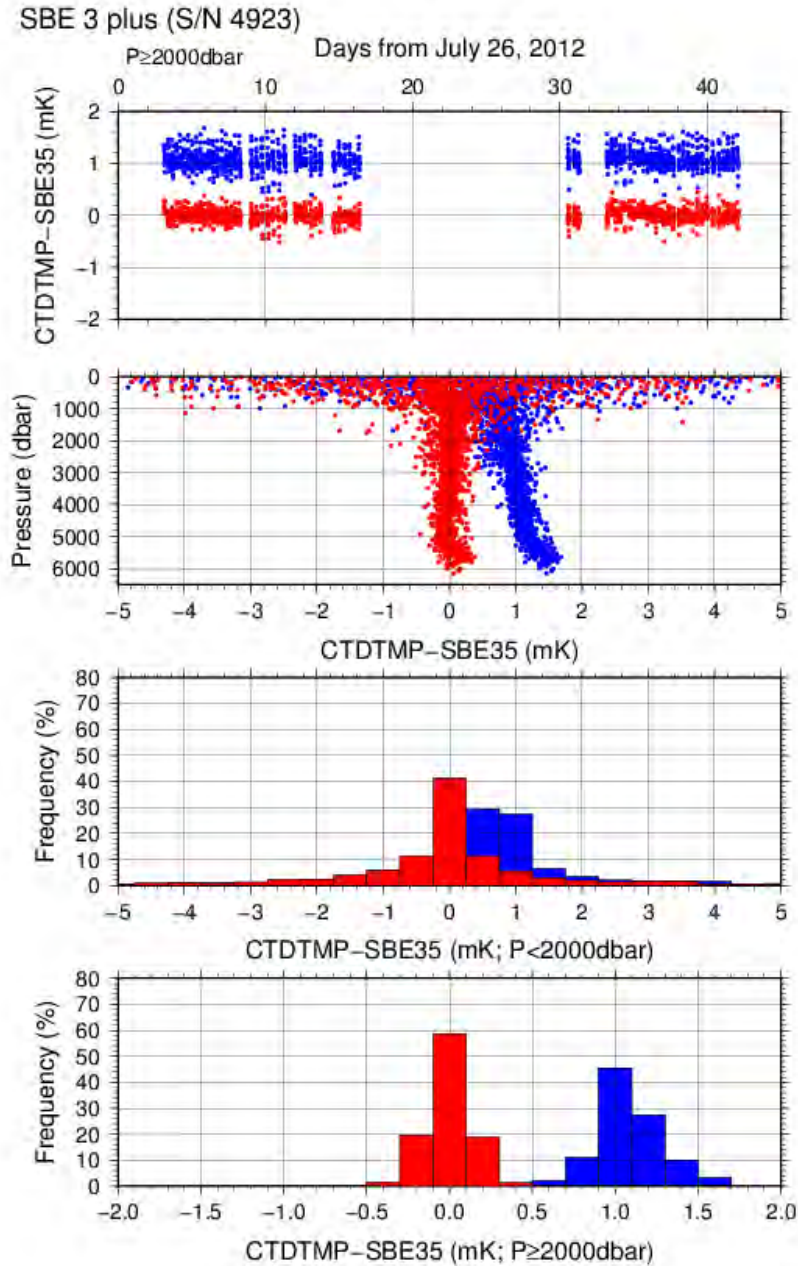 SBE 3 plus (S/N 4923)
P≥2000dbar Days from July 26, 2012
0 10 20 30 40
CTDTMP−SBE35 (mK)
2
1
0
−1
−2
Pressure (dbar)
0
1000
2000
3000
4000
5000
6000
−5 −4 −3 −2 −1 0 1 2 3 4 5
CTDTMP−SBE35 (mK)
Frequency (%)
80
70
60
50
40
30
20
10
0
−5 −4 −3 −2 −1 0 1 2 3 4 5
CTDTMP−SBE35 (mK; P<2000dbar)
Frequency (%)
80
70
60
50
40
30
20
10
0
−2.0 −1.5 −1.0 −0.5 0.0 0.5 1.0 1.5 2.0
CTDTMP−SBE35 (mK; P≥2000dbar)